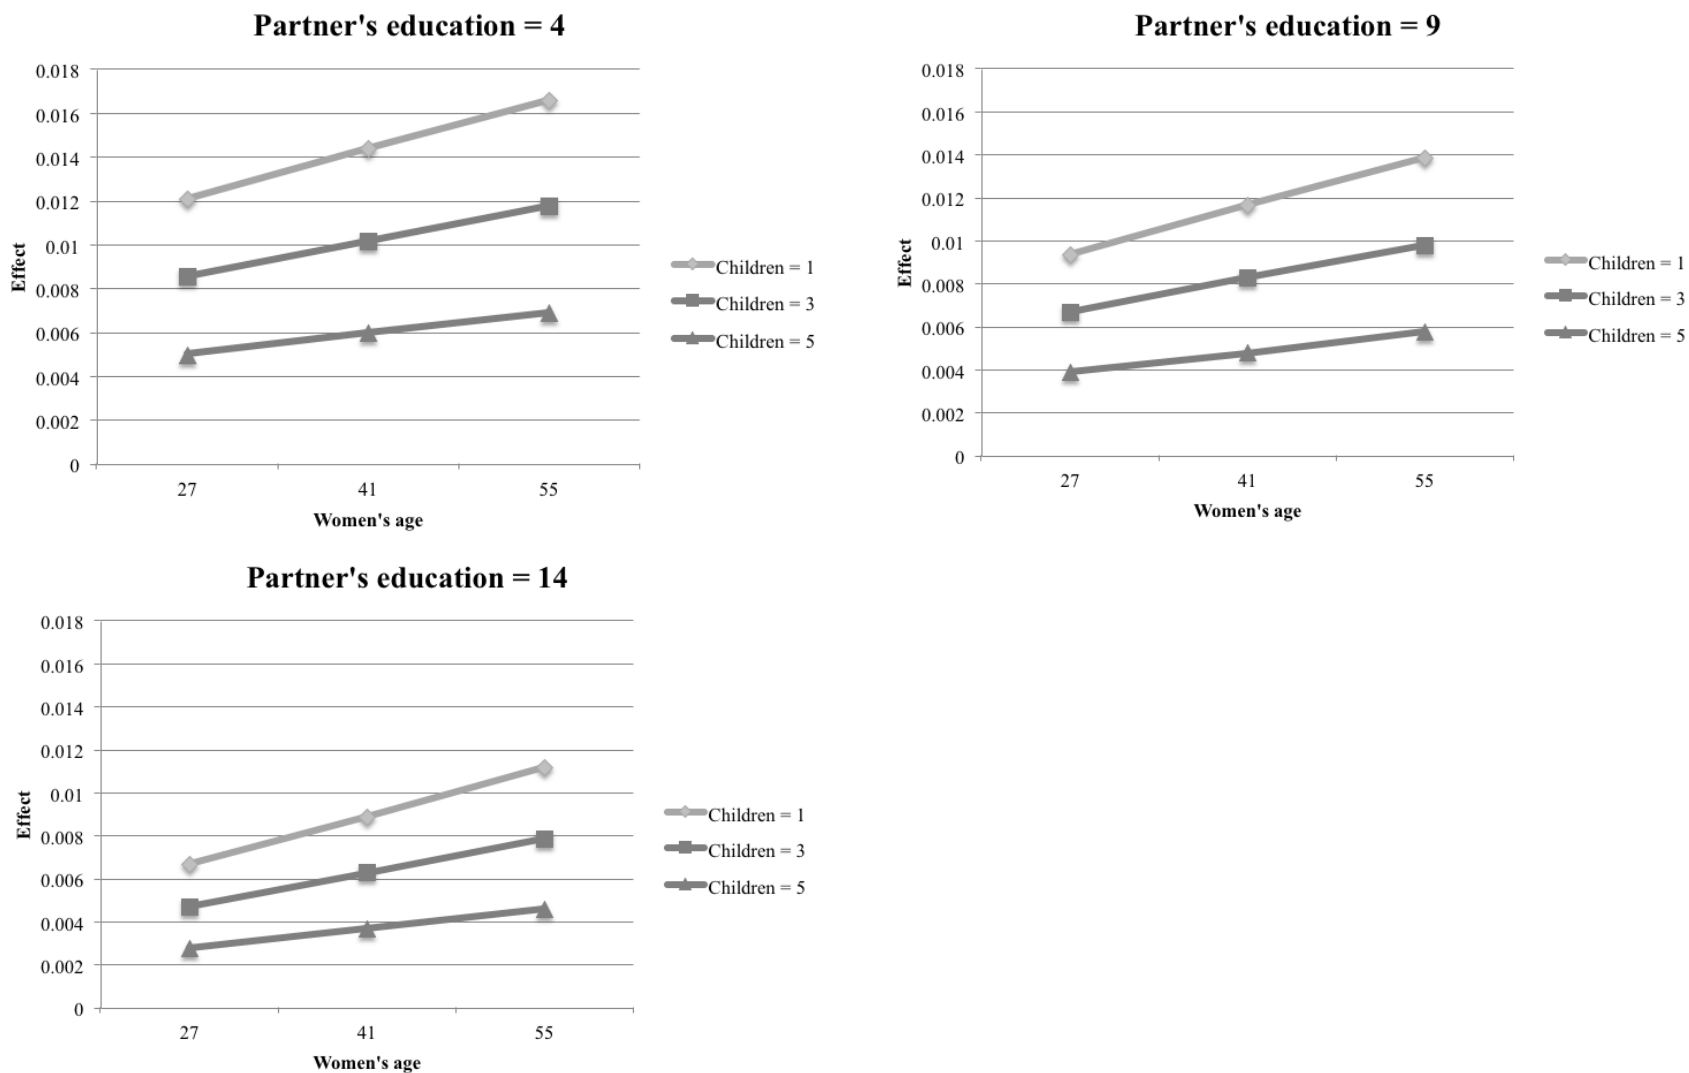 Partner's education = 4
0.018
0.016
0.014
0.012
0.01
0.008
0.006
0.004
0.002
0
Effect
27 41 55
Women's age
Children = 1
Children = 3
Children = 5
Partner's education = 9
0.018
0.016
0.014
0.012
0.01
0.008
0.006
0.004
0.002
0
Effect
27 41 55
Women's age
Children = 1
Children = 3
Children = 5
Partner's education = 14
0.018
0.016
0.014
0.012
0.01
0.008
0.006
0.004
0.002
0
Effect
27 41 55
Women's age
Children = 1
Children = 3
Children = 5